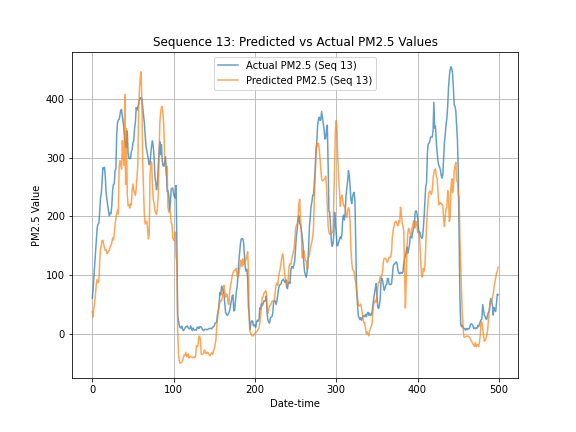 Sequence 13: Predicted vs Actual PM2.5 Values
Actual PM2.5 (Seq 13)
Predicted PM2.5 (Seq 13)
400
300
200
100
0
PM2.5 Value
0 100 200 300 400 500
Date-time